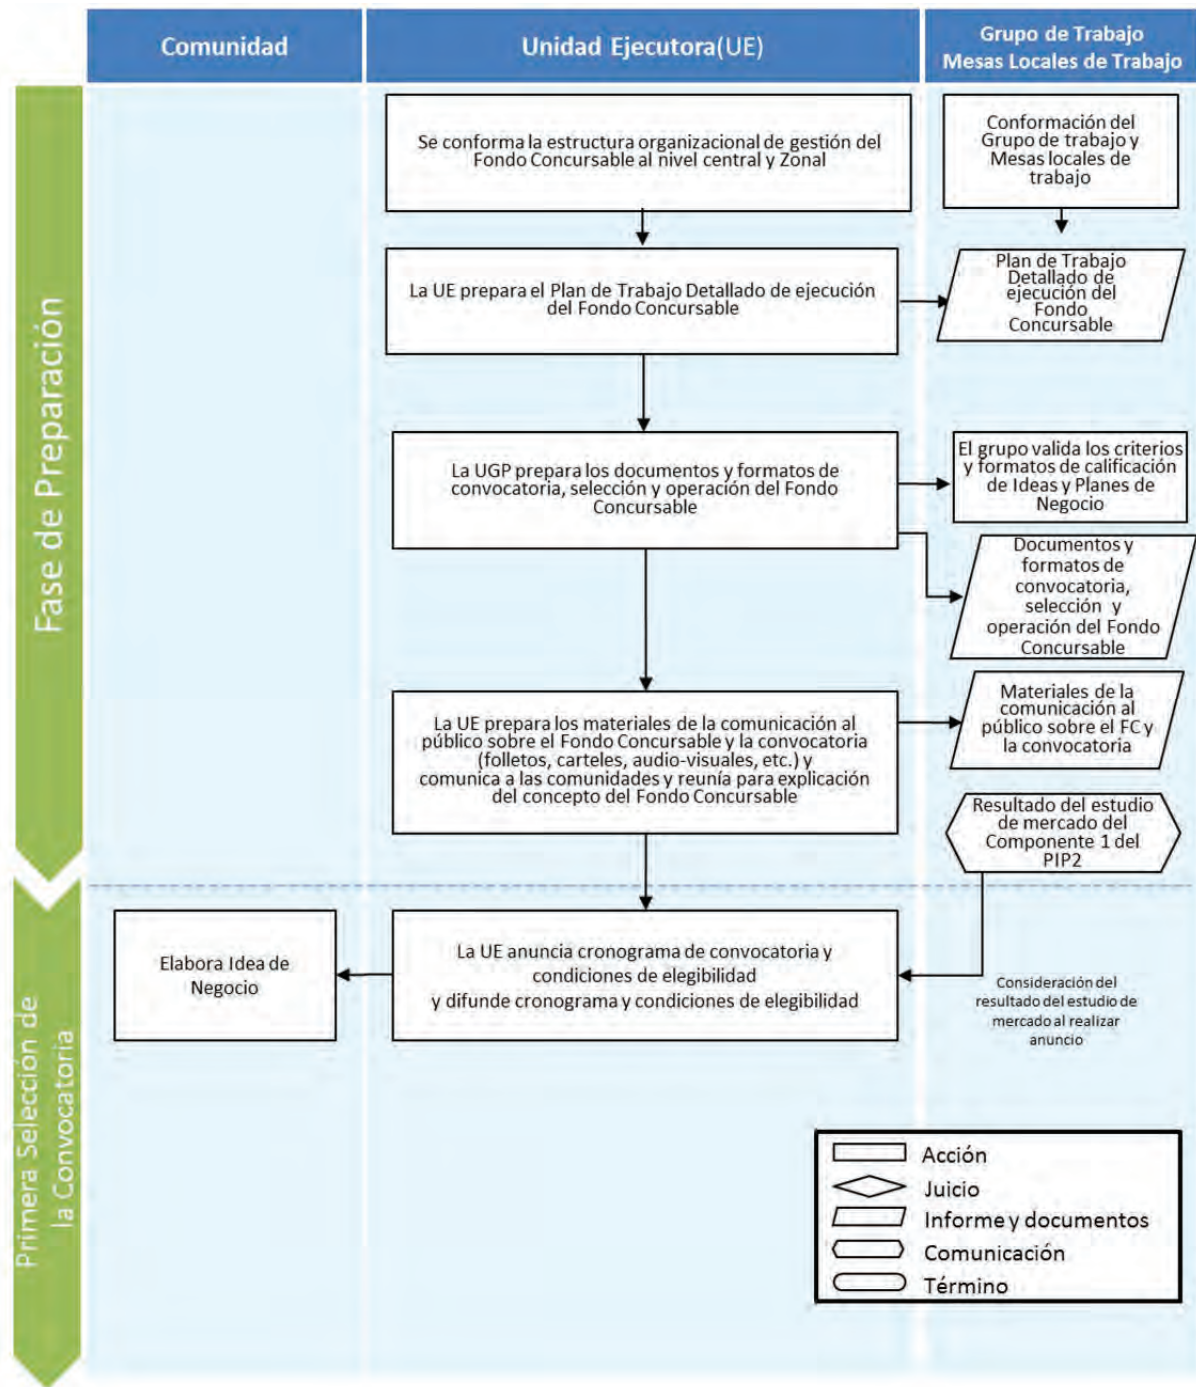 Comunidad
Unidad Ejecutora(UE)
Grupo de Trabajo
Mesas Locales de Trabajo
Fase de Preparación
Se conforma la estructura organizacional de gestión del
Fondo Concursable al nivel central y Zonal
Conformación del
Grupo de trabajo y
Mesas locales de
trabajo
La UE prepara el Plan de Trabajo Detallado de ejecución
del Fondo Concursable
Plan de Trabajo
Detallado de
ejecución del
Fondo
Concursable
La UGP prepara los documentos y formatos de
convocatoria, selección y operación del Fondo
Concursable
El grupo valida los criterios
y formatos de calificación
de Ideas y Planes de
Negocio
Documentos y
formatos de
convocatoria,
selección y
operación del Fondo
Concursable
La UE prepara los materiales de la comunicación al
público sobre el Fondo Concursable y la convocatoria
(folletos, carteles, audio-visuales, etc.) y
comunica a las comunidades y reunía para explicación
del concepto del Fondo Concursable
Materiales de la
comunicación al
público sobre el FC y
la convocatoria
Resultado del estudio
de mercado del
Componente 1 del
PIP2
Primera Selección de
la Convocatoria
Elabora Idea de
Negocio
La UE anuncia cronograma de convocatoria y
condiciones de elegibilidad
y difunde cronograma y condiciones de elegibilidad
Consideración del
resultado del estudio de
mercado al realizar
anuncio
Acción
Juicio
Informe y documentos
Comunicación
Término